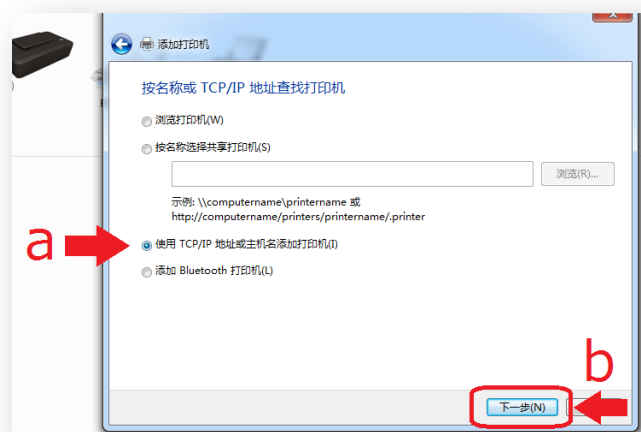 添加打印机
按名称或 TCP/IP 地址查找打印机
浏览打印机(W)
按名称选择共享打印机(S)
浏览(R)...
示例: \\computername\printername 或
http://computername/printers/printername/.printer
a
使用 TCP/IP 地址或主机名添加打印机(I)
添加 Bluetooth 打印机(L)
b
下一步(N)